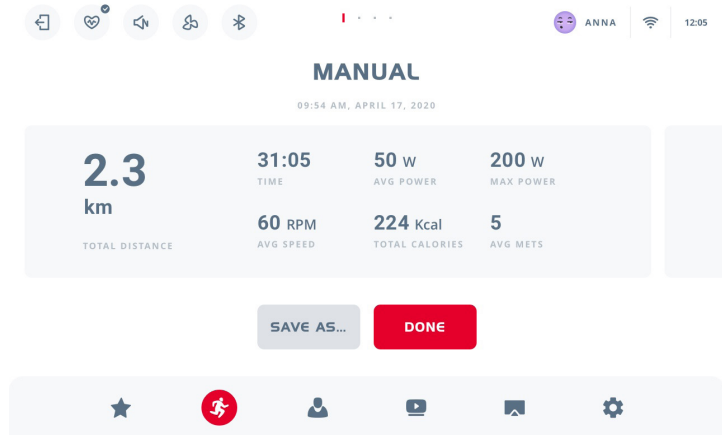 ANNA
12:05
MANUAL
09:54 AM, APRIL 17, 2020
2.3
km
TOTAL DISTANCE
31:05
TIME
50 W
AVG POWER
200 W
MAX POWER
60 RPM
AVG SPEED
224 Kcal
TOTAL CALORIES
5
AVG METS
SAVE AS...
DONE